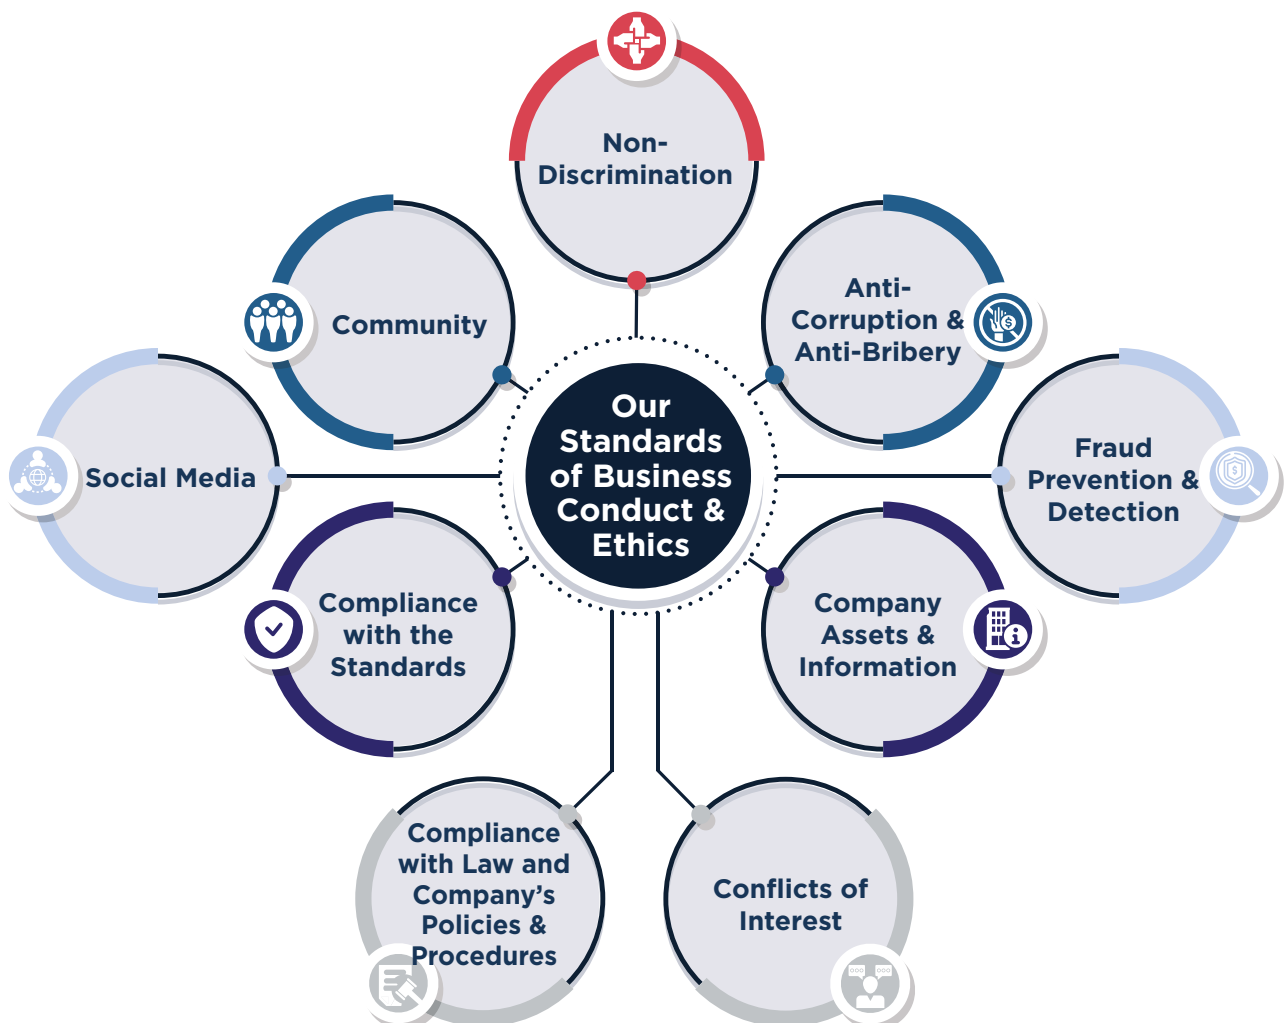 Non-
Discrimination
Anti-
Corruption &
Anti-Bribery
Community
Our
Standards
of Business
Conduct &
Ethics
Fraud
Prevention &
Detection
Social Media
Compliance
with the
Standards
Company
Assets &
Information
Compliance
with Law and
Company’s
Policies &
Procedures
Conflicts of
Interest